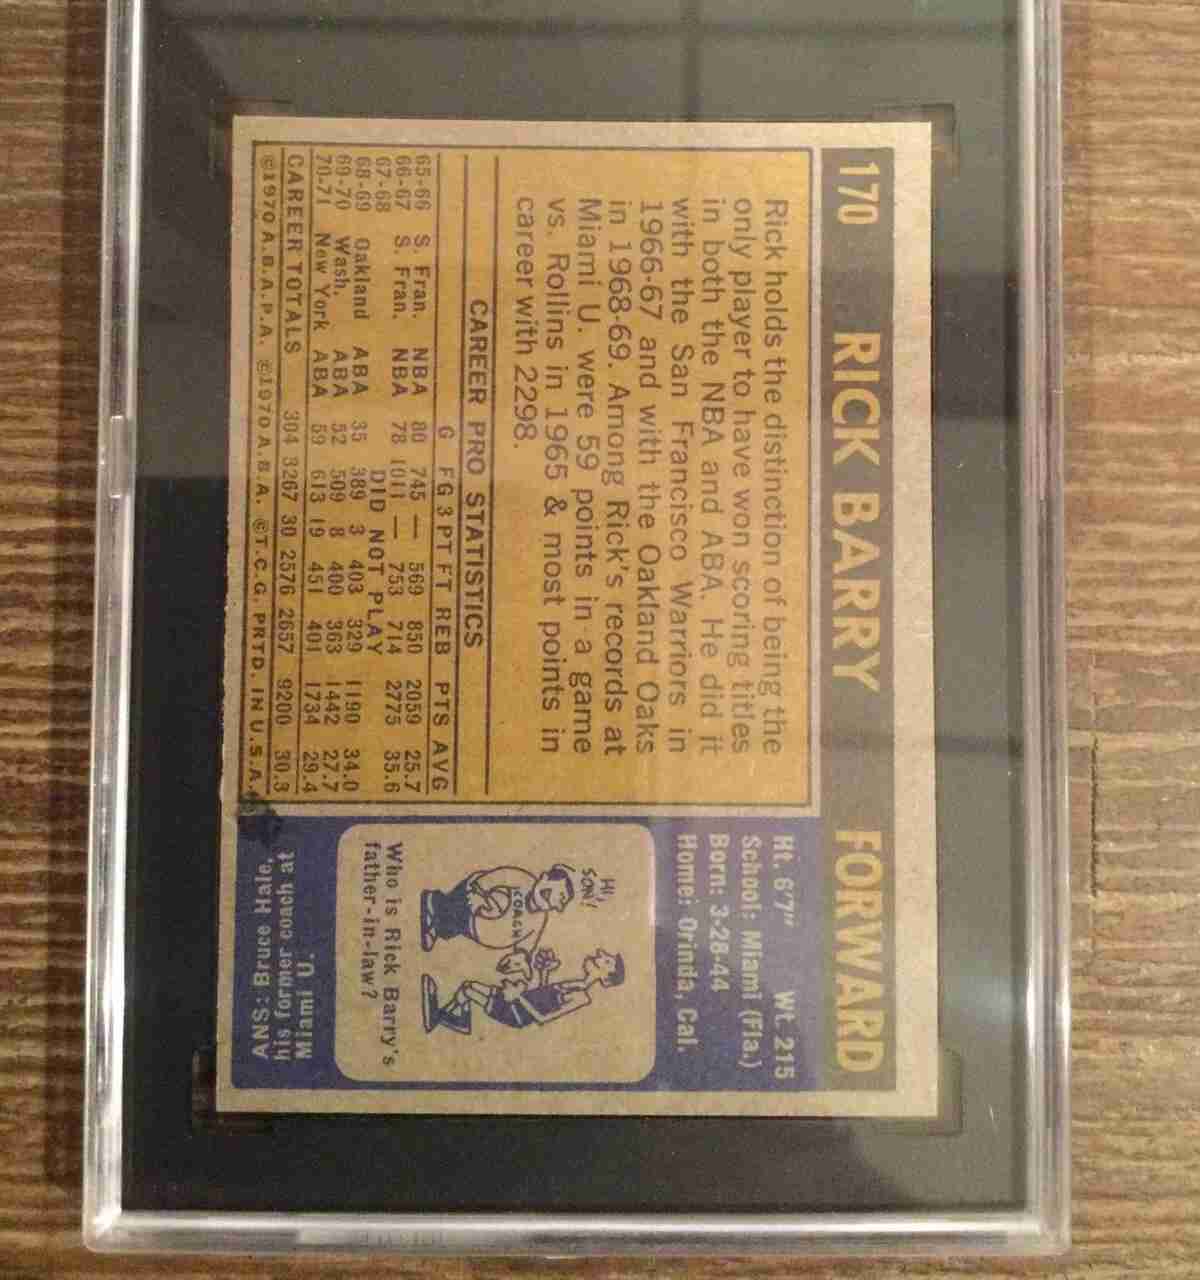 170 RICK BARRY FORWARD
Rick holds the distinction of being the
only player to have won scoring titles
in both the NBA and ABA. He did it
with the San Francisco Warriors in
1966-67 and with the Oakland Oaks
in 1968-69. Among Rick's records at
Miami U. were 59 points in a game
vs. Rollins in 1965 & most points in
career with 2298.
CAREER PRO STATISTICS
G FG 3PT FT REB PTS AVG
65-66 S. Fran. NBA 80 745 — 569 850 2059 25.7
66-67 S. Fran. NBA 78 1011 — 753 714 2775 35.6
67-68 DID NOT PLAY
68-69 Oakland ABA 35 389 3 403 329 1190 34.0
69-70 Wash. ABA 52 509 8 400 363 1442 27.7
70-71 New York ABA 59 613 19 451 401 1734 29.4
CAREER TOTALS 304 3267 30 2576 2657 9200 30.3
©1970 A.B.A.P.A. ©1970 A.B.A. ©T.C.G. PRTD. IN U.S.A.
Ht. 6'7" Wt. 215
School: Miami (Fla.)
Born: 3-28-44
Home: Orinda, Cal.
HI,
SON!
COACH
Who is Rick Barry's
father-in-law?
ANS: Bruce Hale,
his former coach at
Miami U.